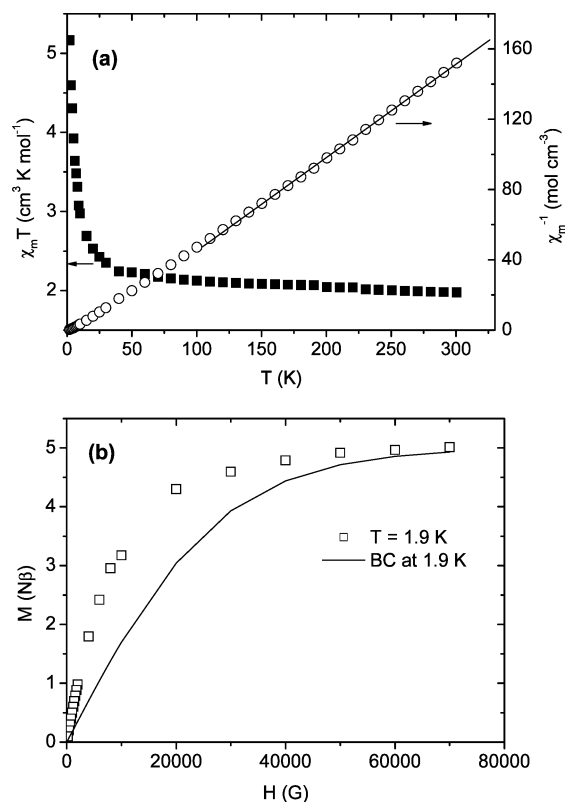 (a)
χₘT (cm³ K mol⁻¹)
5
4
3
2
160
120
80
40
0
χₘ⁻¹ (mol cm⁻³)
0 50 100 150 200 250 300
T (K)
(b)
M (Nβ)
6
5
4
3
2
1
0
T = 1.9 K
BC at 1.9 K
0 20000 40000 60000 80000
H (G)